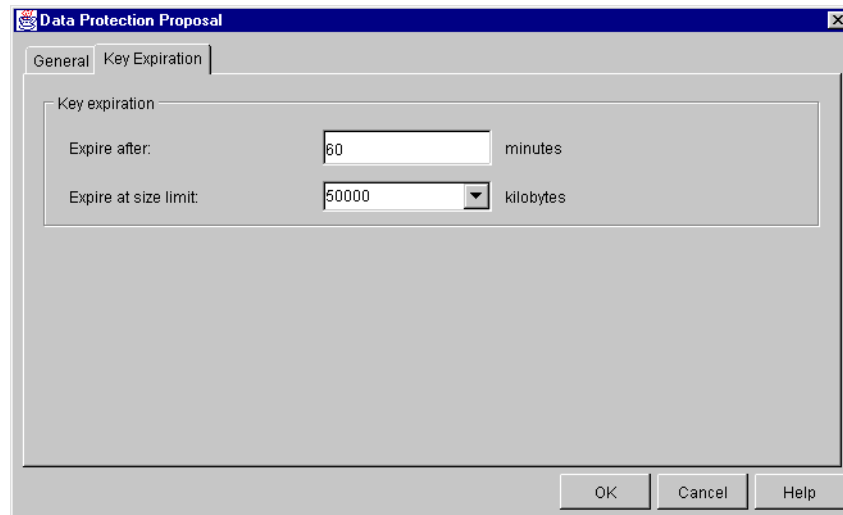 Data Protection Proposal
General Key Expiration
Key expiration
Expire after: 60 minutes
Expire at size limit: 50000 kilobytes
OK Cancel Help